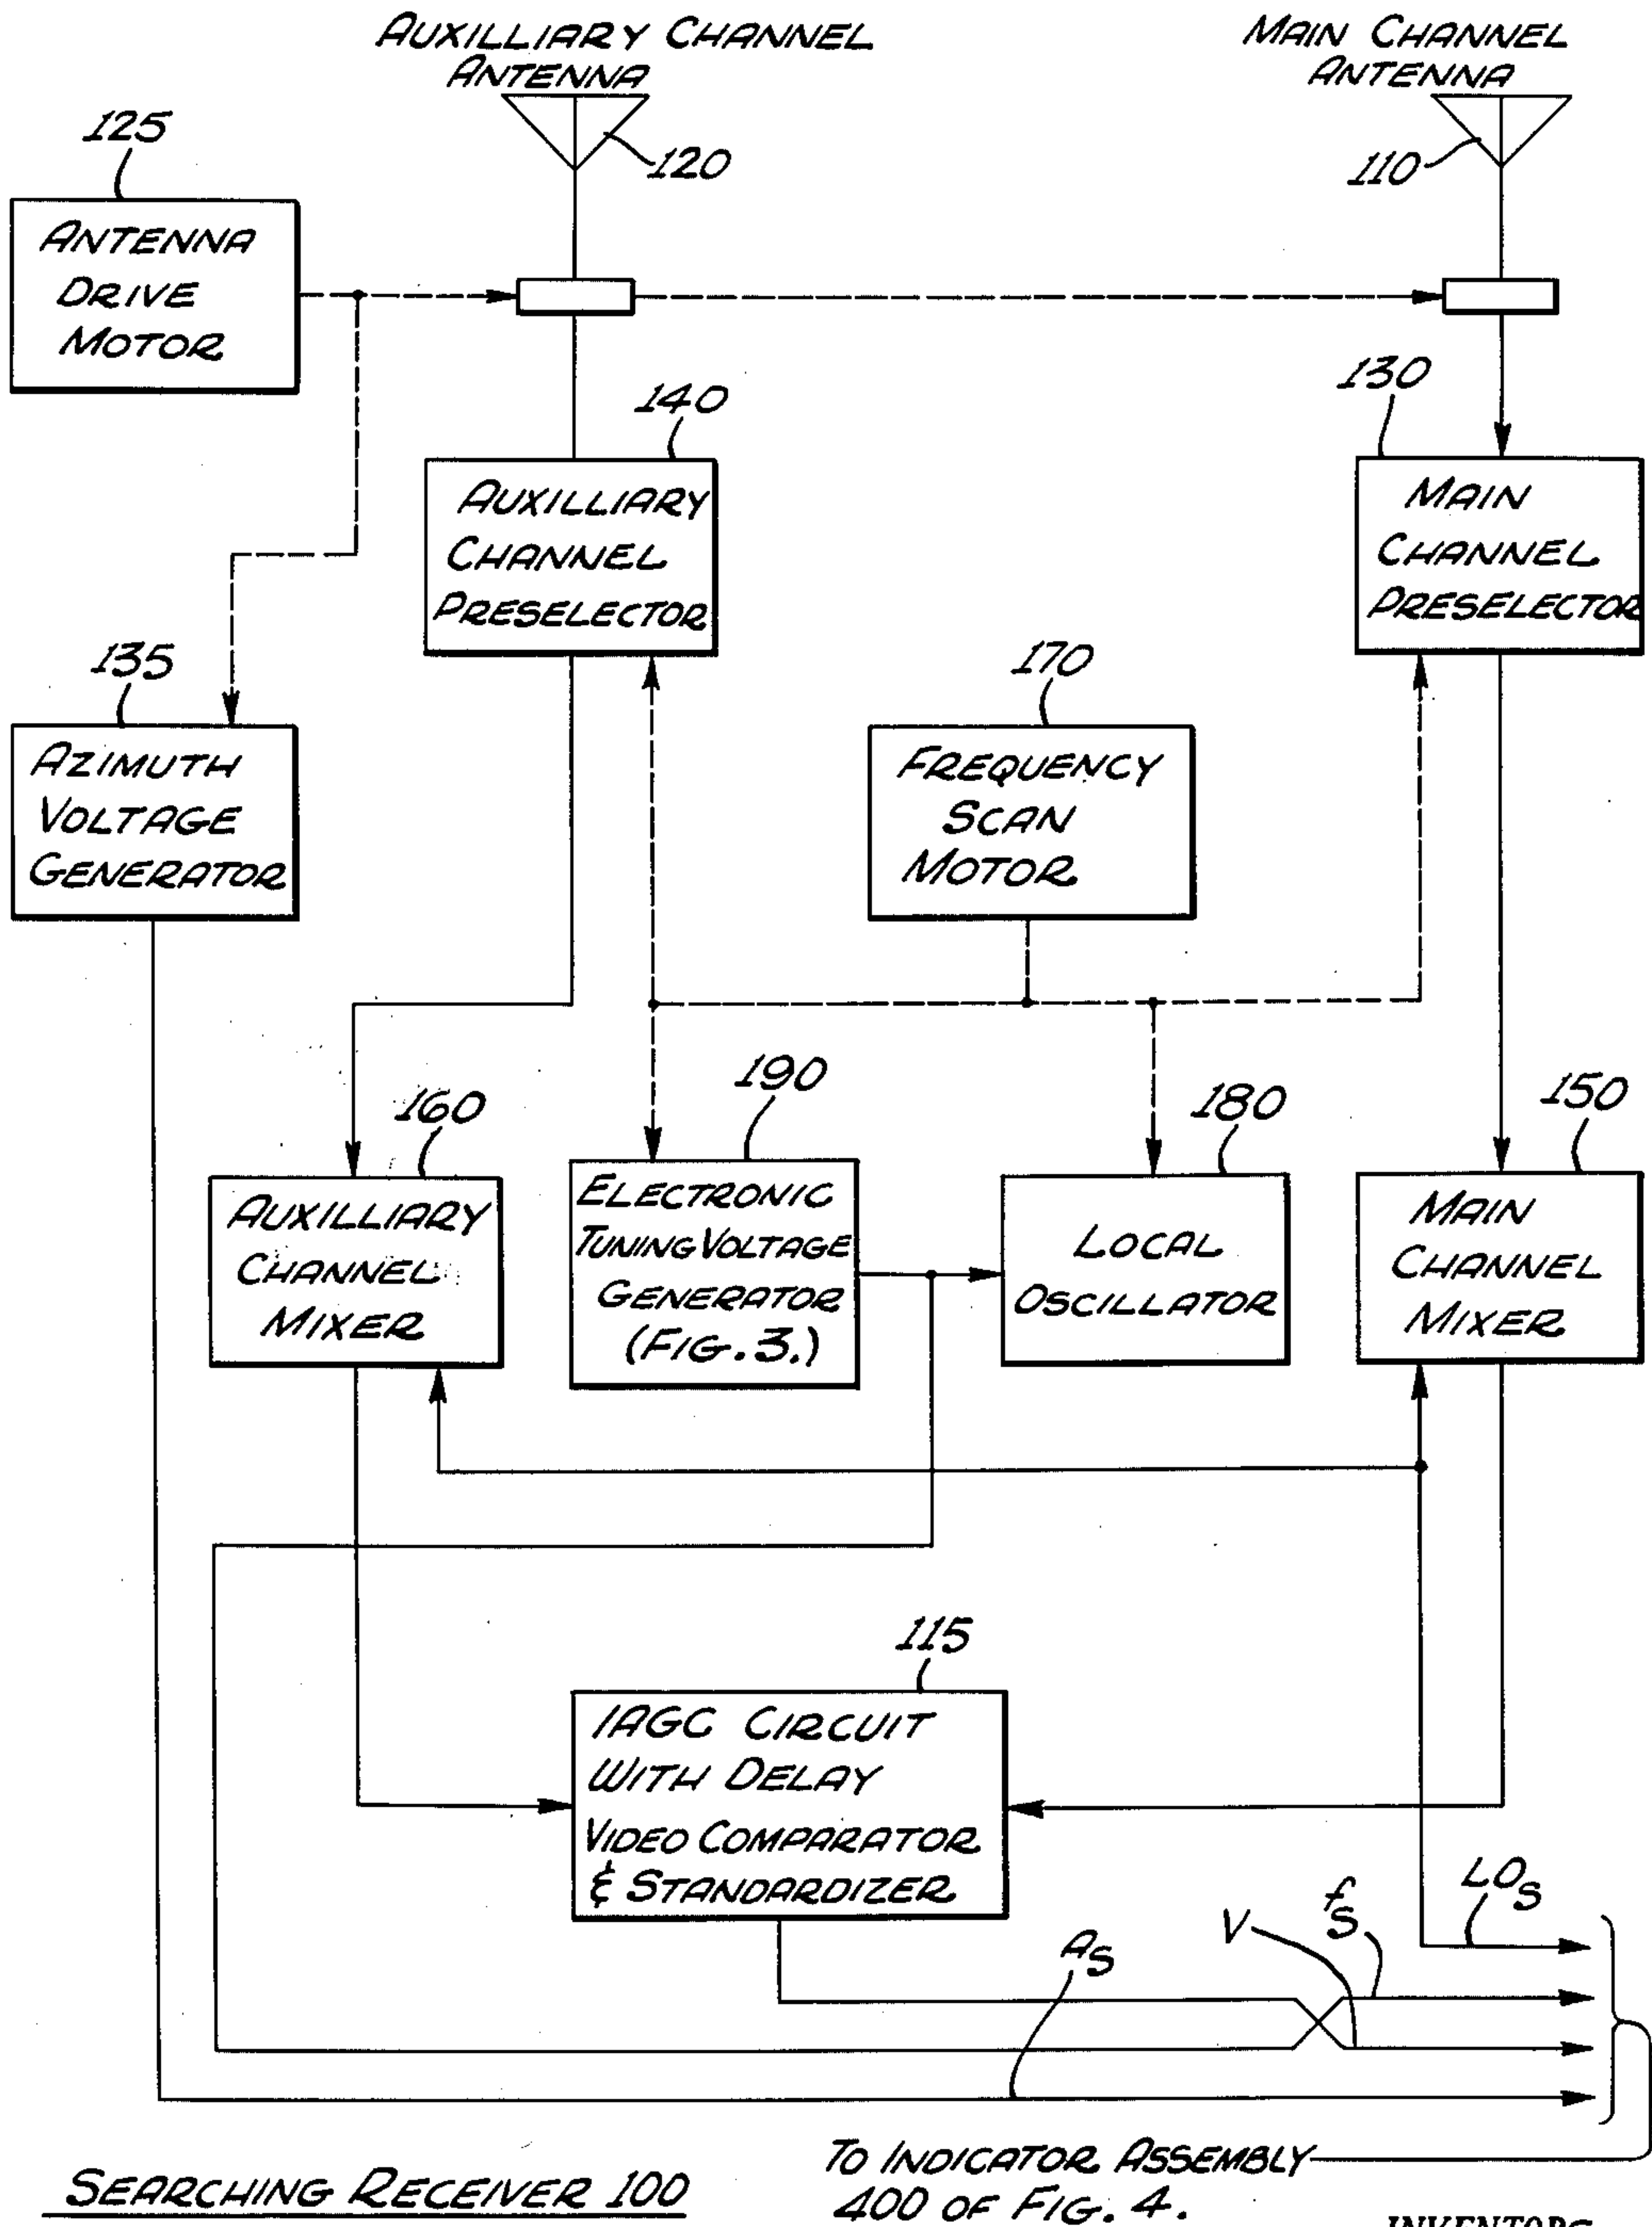 AUXILLIARY CHANNEL
ANTENNA
MAIN CHANNEL
ANTENNA
125
120
110
ANTENNA
DRIVE
MOTOR
140
130
AUXILLIARY
CHANNEL
PRESELECTOR
MAIN
CHANNEL
PRESELECTOR
135
170
AZIMUTH
VOLTAGE
GENERATOR
FREQUENCY
SCAN
MOTOR
160
190
180
150
AUXILLIARY
CHANNEL
MIXER
ELECTRONIC
TUNING VOLTAGE
GENERATOR
(FIG. 3.)
LOCAL
OSCILLATOR
MAIN
CHANNEL
MIXER
115
IAGC CIRCUIT
WITH DELAY
VIDEO COMPARATOR
& STANDARDIZER
LOS
fS
V
AS
TO INDICATOR ASSEMBLY
400 OF FIG. 4.
SEARCHING RECEIVER 100